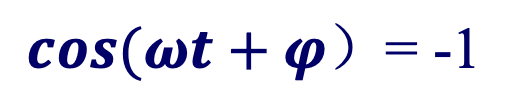 cos(ωt + φ） = -1